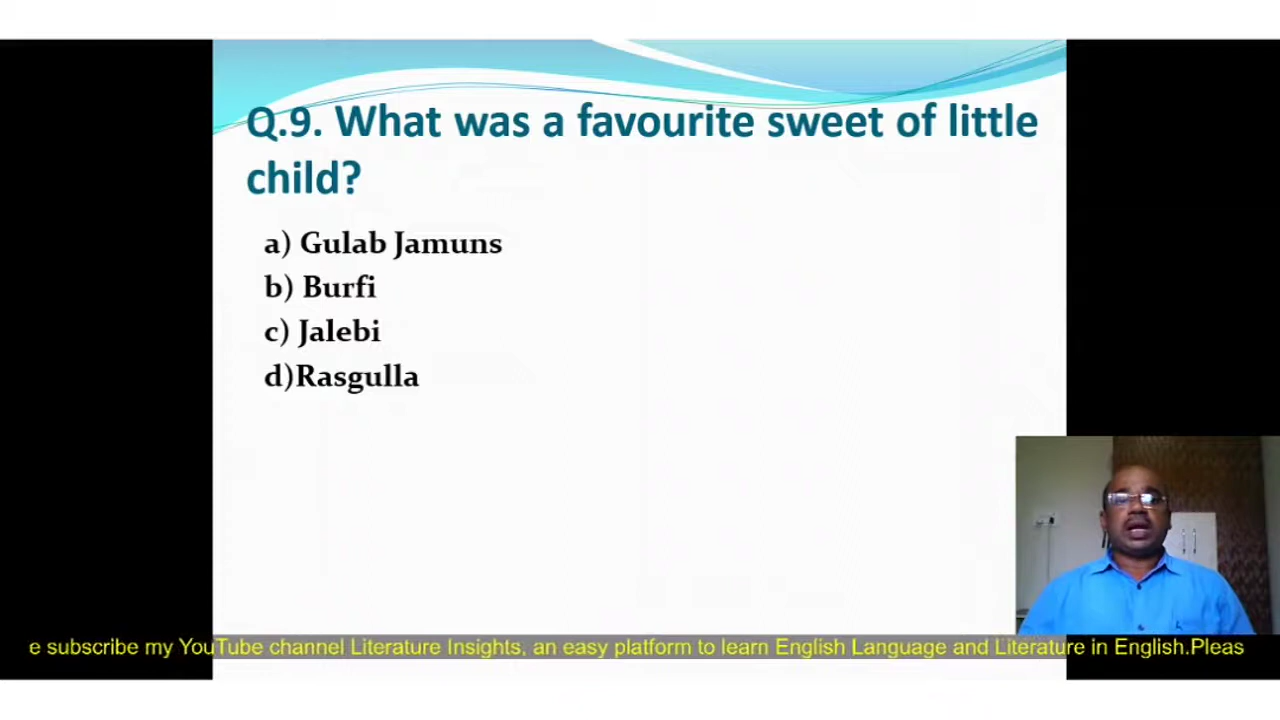 Q.9. What was a favourite sweet of little
child?
a) Gulab Jamuns
b) Burfi
c) Jalebi
d)Rasgulla
e subscribe my YouTube channel Literature Insights, an easy platform to learn English Language and Literature in English.Pleas